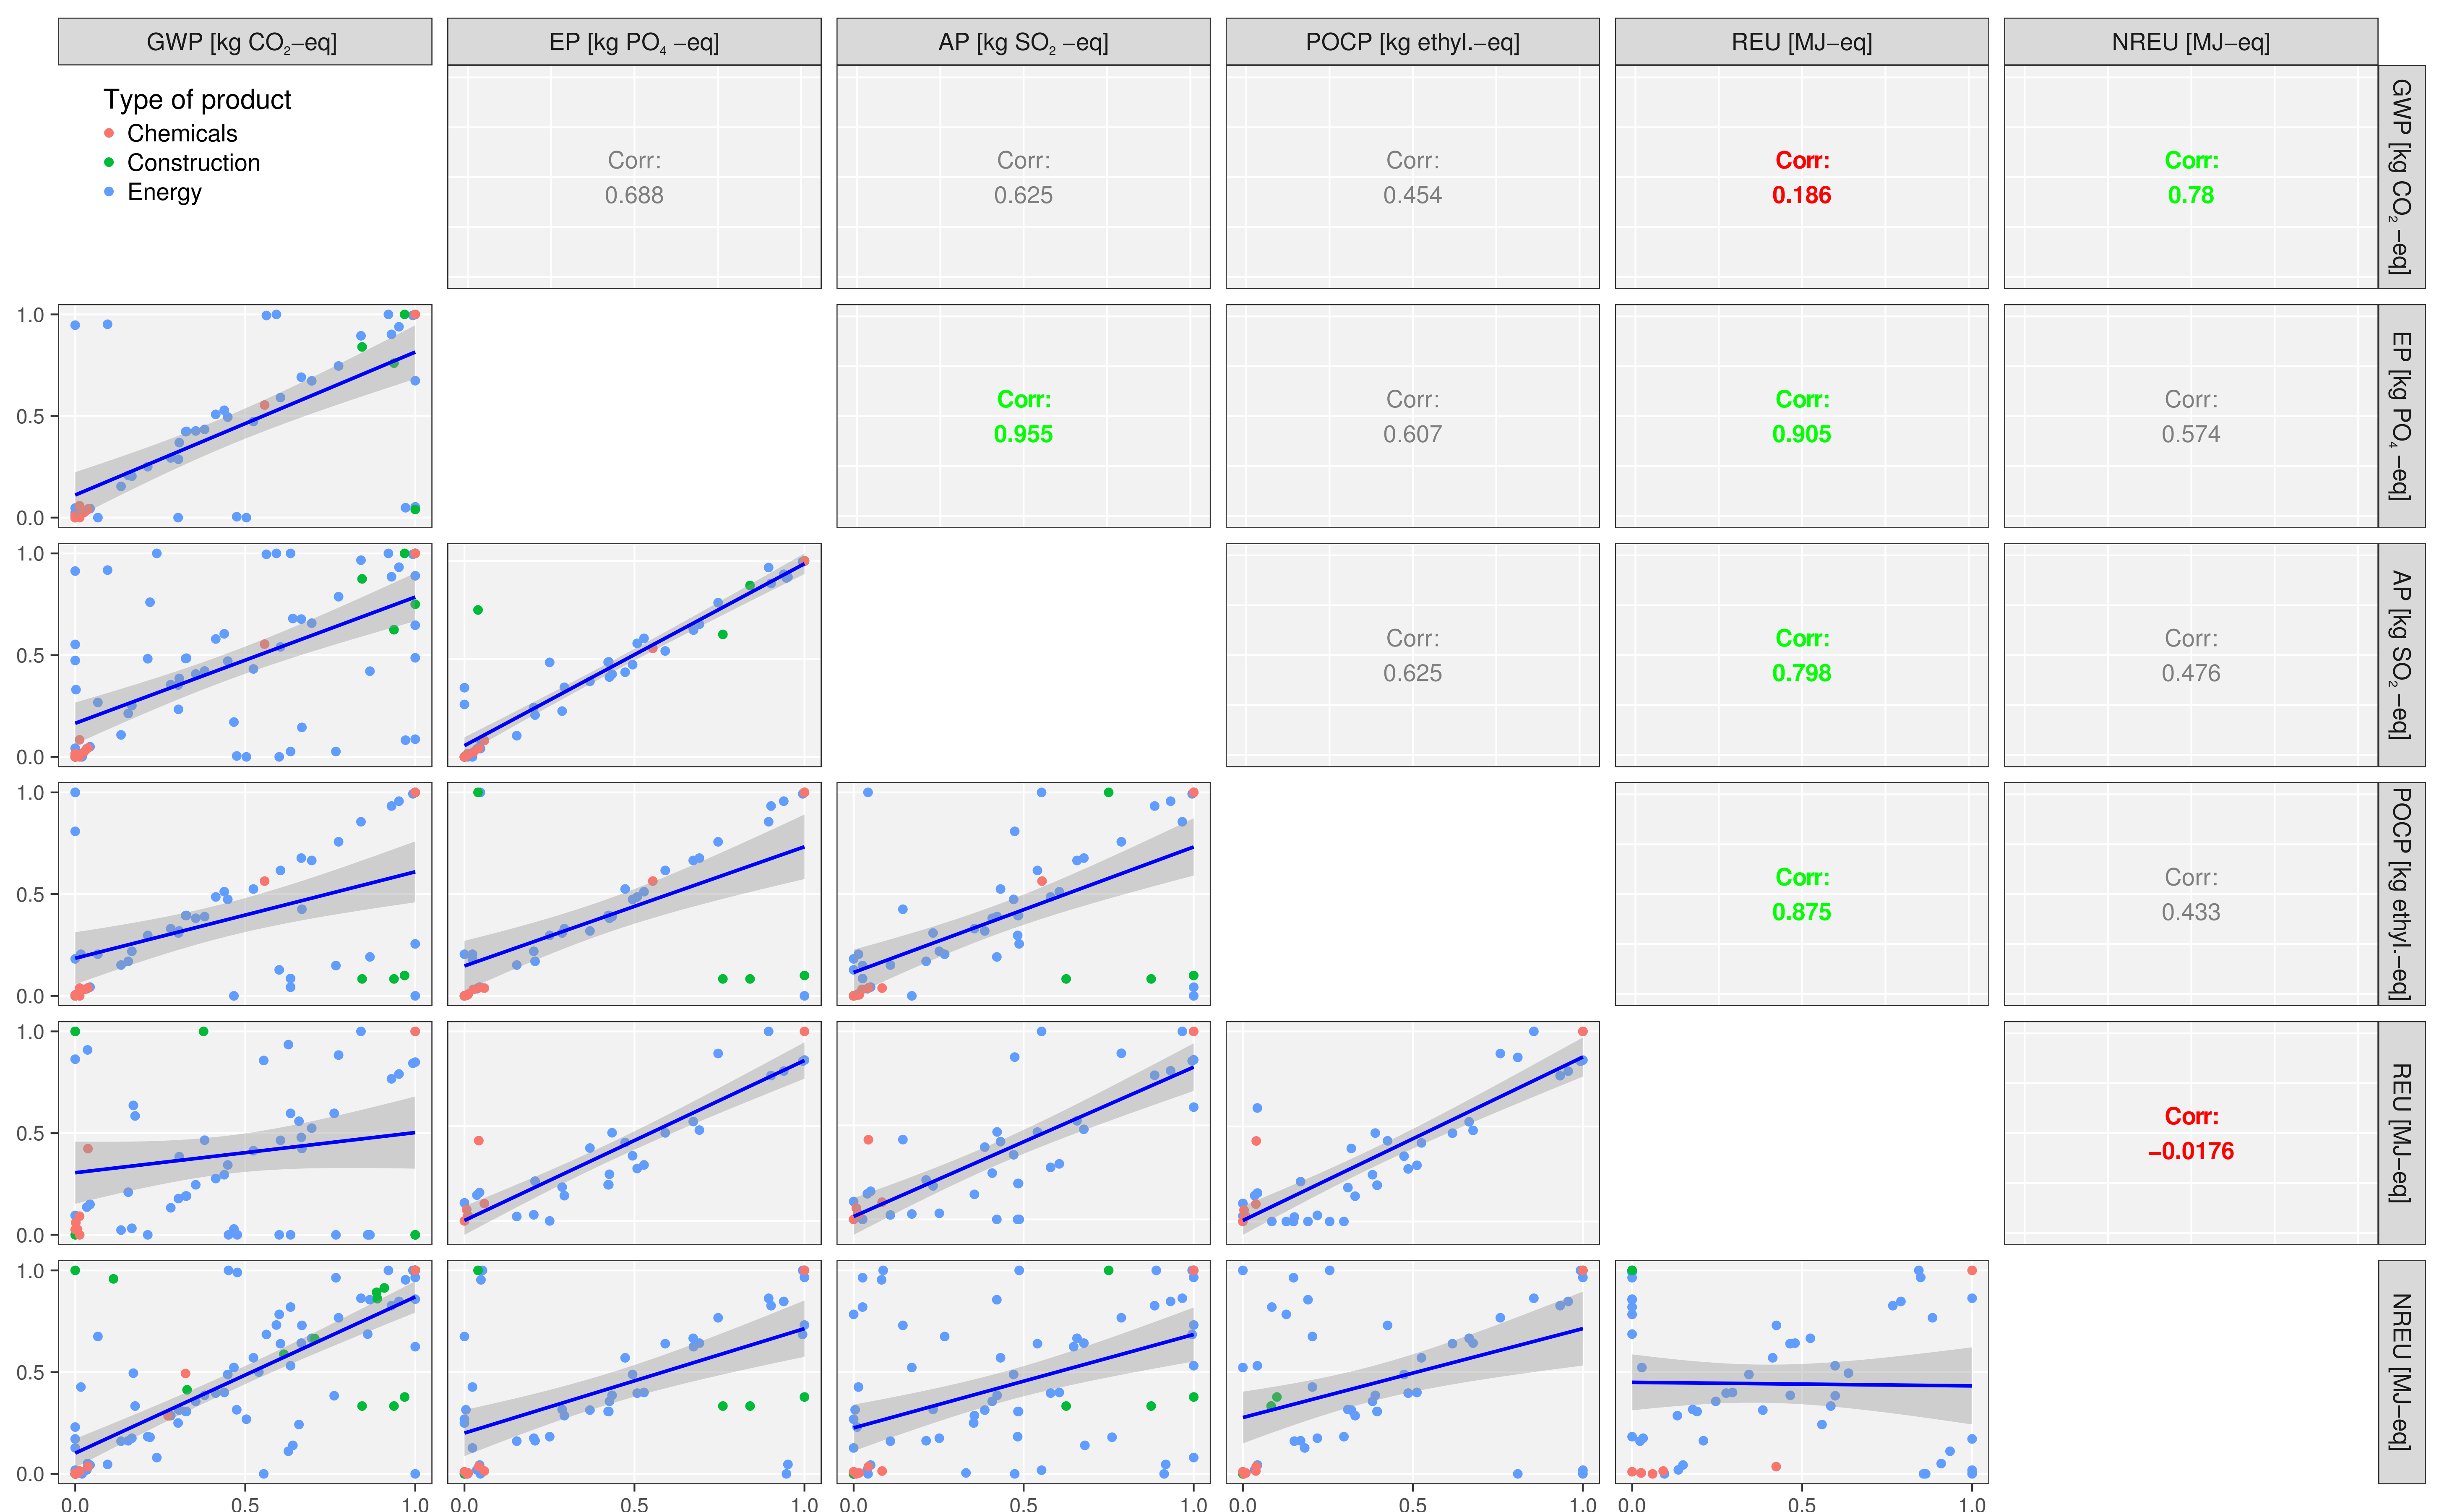 GWP [kg CO₂–eq]
EP [kg PO₄ –eq]
AP [kg SO₂ –eq]
POCP [kg ethyl.–eq]
REU [MJ–eq]
NREU [MJ–eq]
Type of product
Chemicals
Construction
Energy
Corr:
0.688
Corr:
0.625
Corr:
0.454
Corr:
0.186
Corr:
0.78
GWP [kg CO₂ –eq]
1.0
0.5
0.0
Corr:
0.955
Corr:
0.607
Corr:
0.905
Corr:
0.574
EP [kg PO₄ –eq]
1.0
0.5
0.0
Corr:
0.625
Corr:
0.798
Corr:
0.476
AP [kg SO₂ –eq]
1.0
0.5
0.0
Corr:
0.875
Corr:
0.433
POCP [kg ethyl.–eq]
1.0
0.5
0.0
Corr:
–0.0176
REU [MJ–eq]
1.0
0.5
0.0
NREU [MJ–eq]
0.0 0.5 1.0
0.0 0.5 1.0
0.0 0.5 1.0
0.0 0.5 1.0
0.0 0.5 1.0